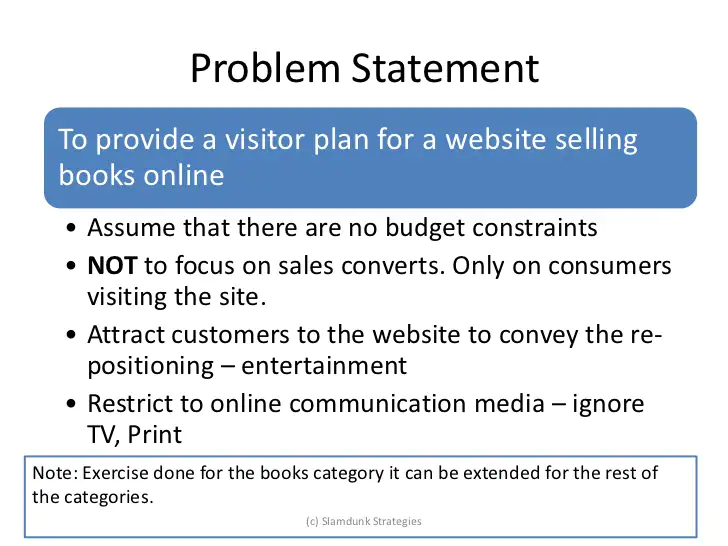 Problem Statement
To provide a visitor plan for a website selling
books online
• Assume that there are no budget constraints
• NOT to focus on sales converts. Only on consumers
visiting the site.
• Attract customers to the website to convey the re-
positioning – entertainment
• Restrict to online communication media – ignore
TV, Print
Note: Exercise done for the books category it can be extended for the rest of
the categories.
(c) Slamdunk Strategies